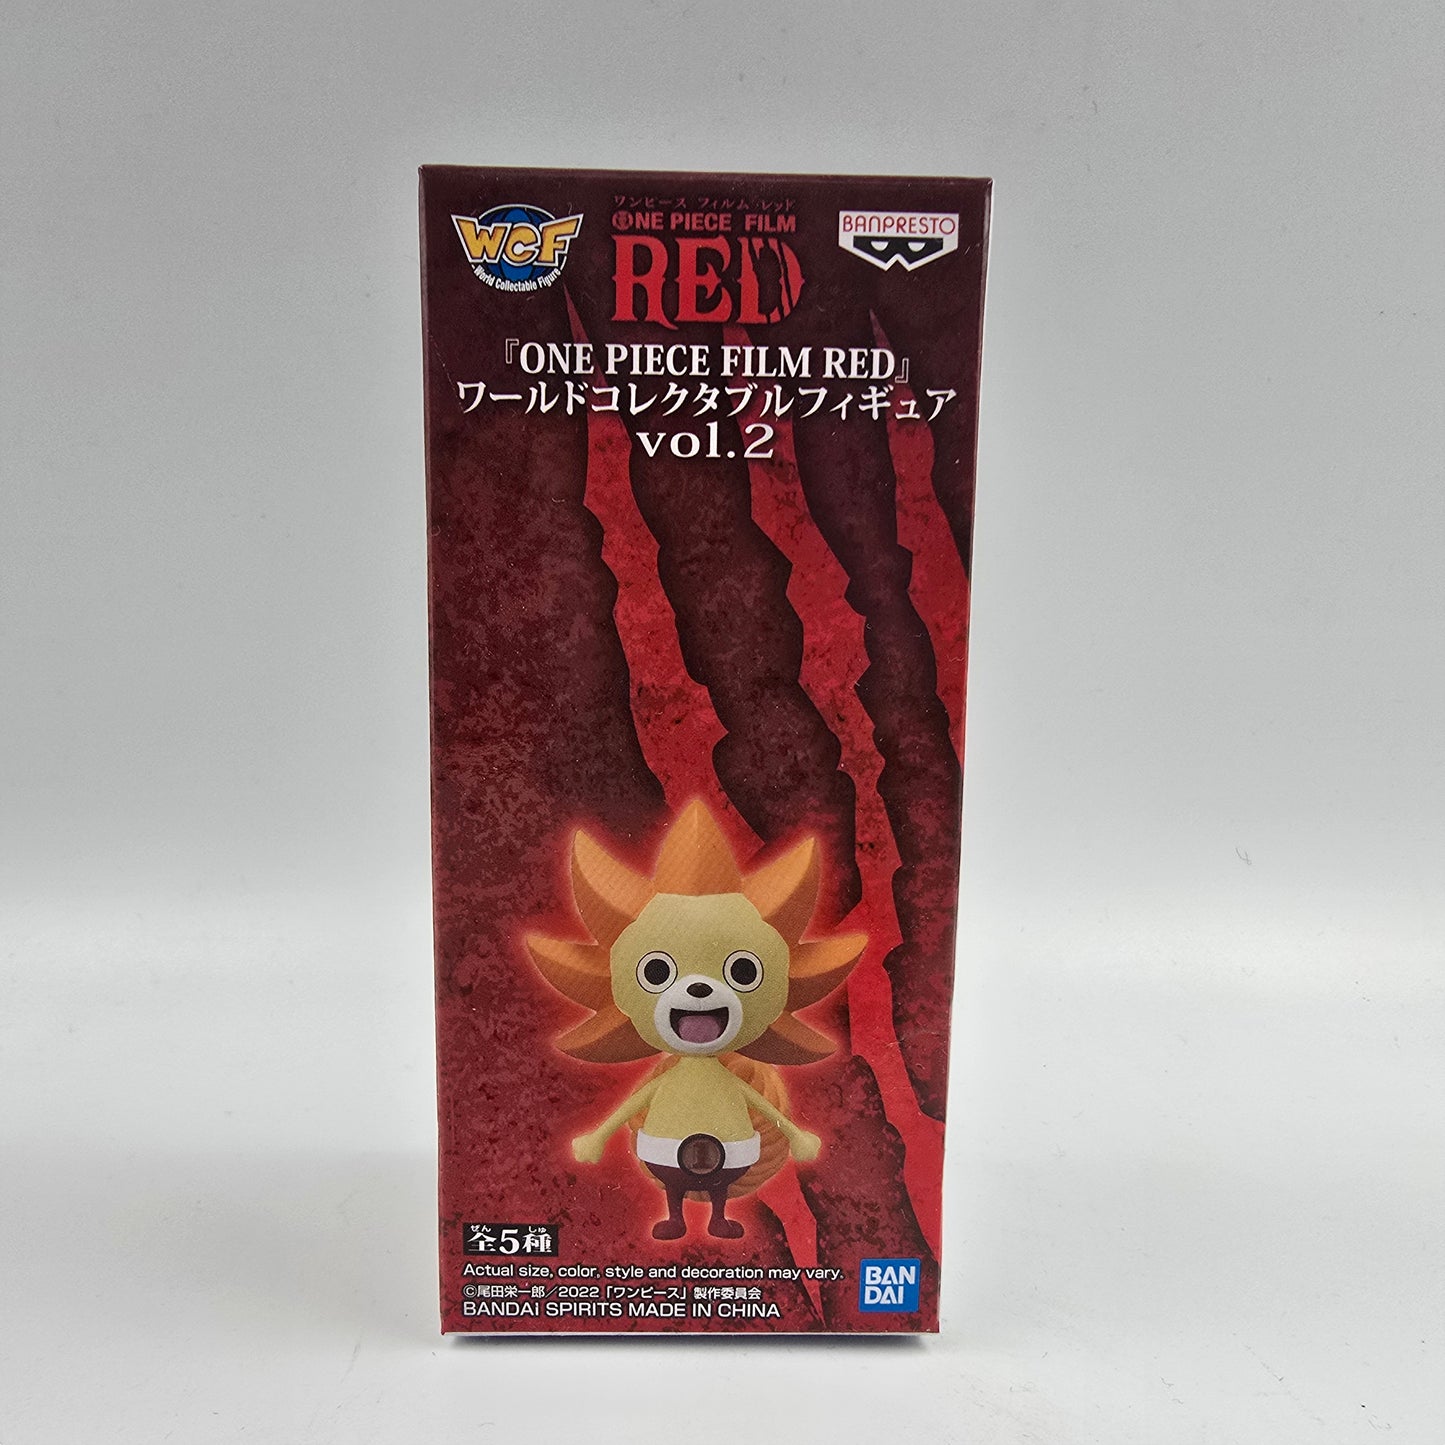 WCF
World Collectable Figure
ワンピース フィルム レッド
ONE PIECE FILM
RED
BANPRESTO
『ONE PIECE FILM RED』
ワールドコレクタブルフィギュア
vol.2
ぜん しゅ
全5種
Actual size, color, style and decoration may vary.
©尾田栄一郎／2022「ワンピース」製作委員会
BANDAI SPIRITS MADE IN CHINA
BAN
DAI